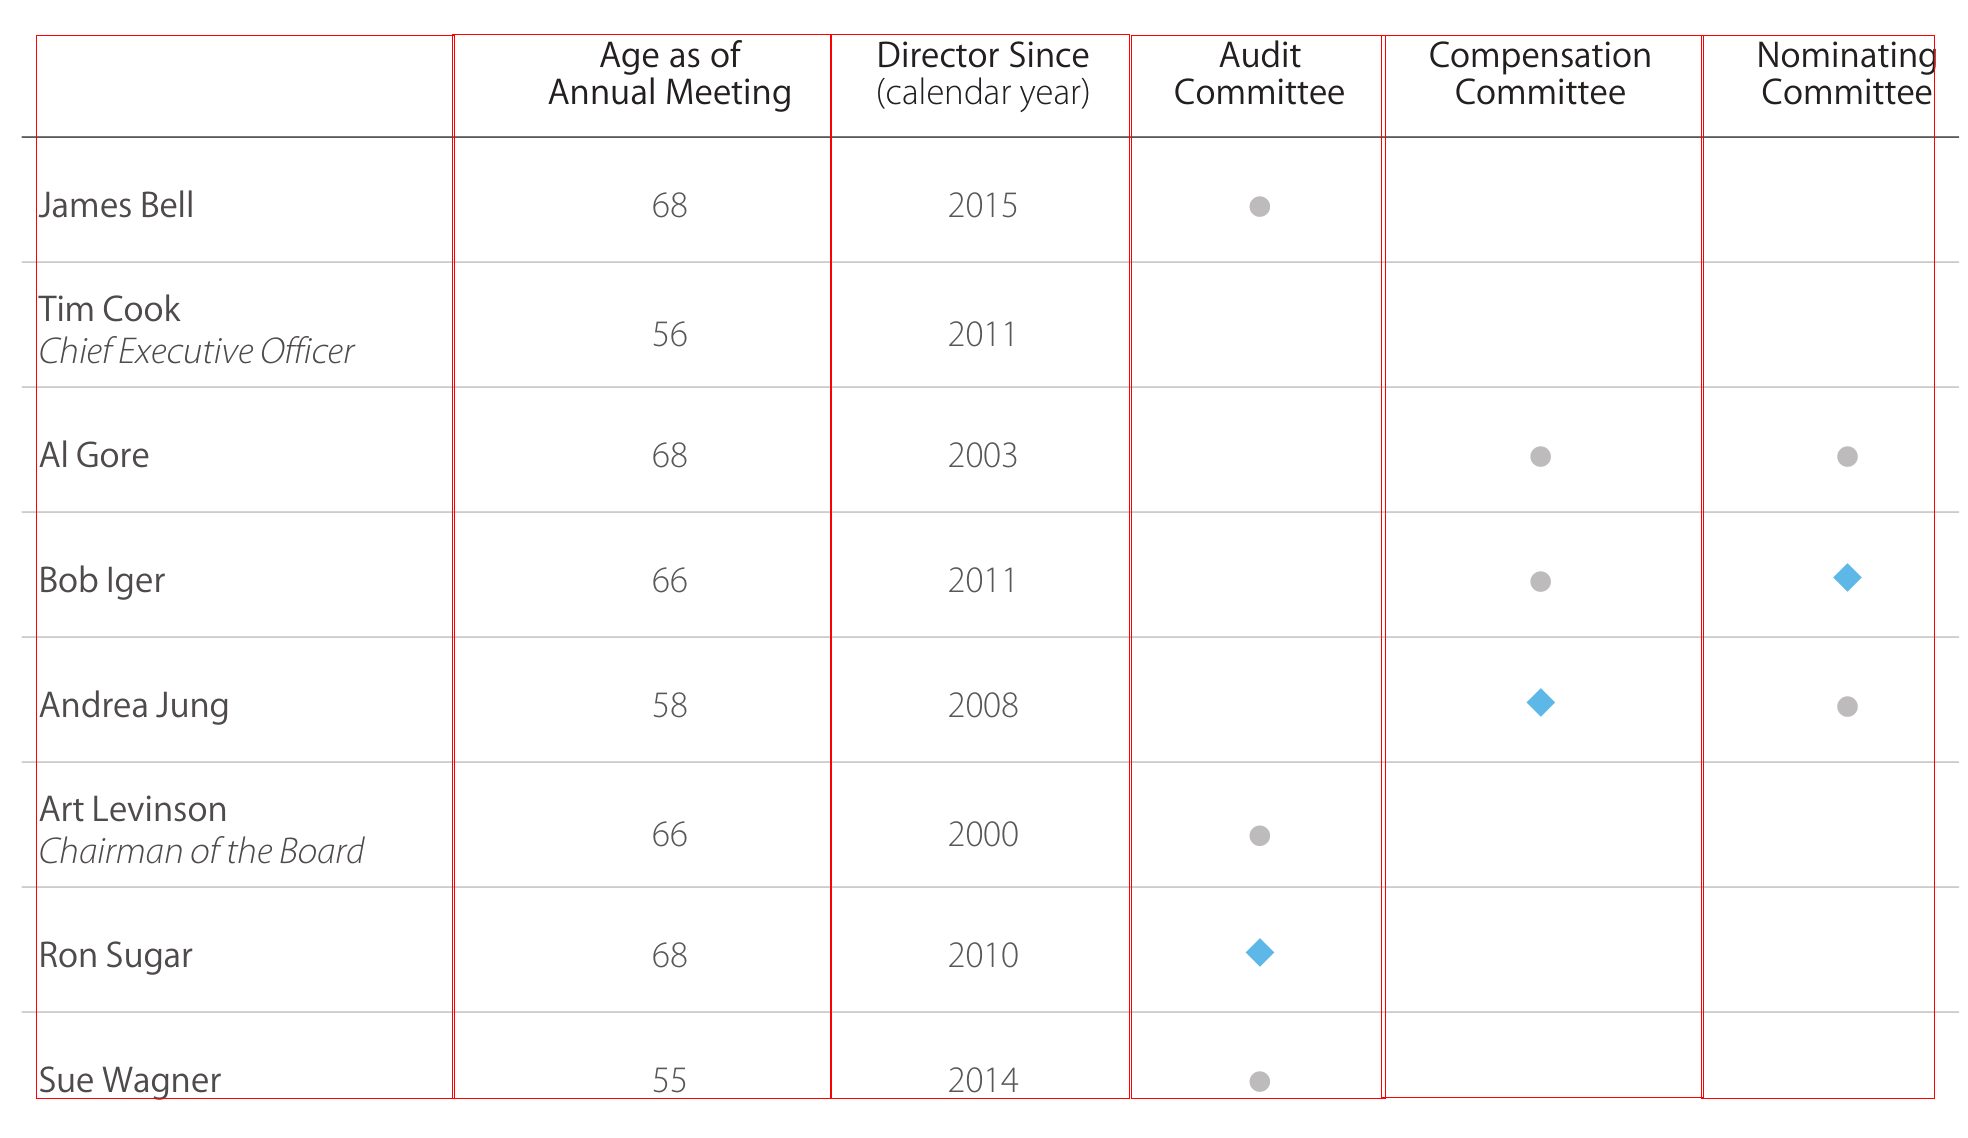 Age as of Director Since Audit Compensation Nominating
Annual Meeting (calendar year) Committee Committee Committee
James Bell 68 2015 ●
Tim Cook
Chief Executive Officer 56 2011
Al Gore 68 2003 ● ●
Bob Iger 66 2011 ● ◆
Andrea Jung 58 2008 ◆ ●
Art Levinson
Chairman of the Board 66 2000 ●
Ron Sugar 68 2010 ◆
Sue Wagner 55 2014 ●